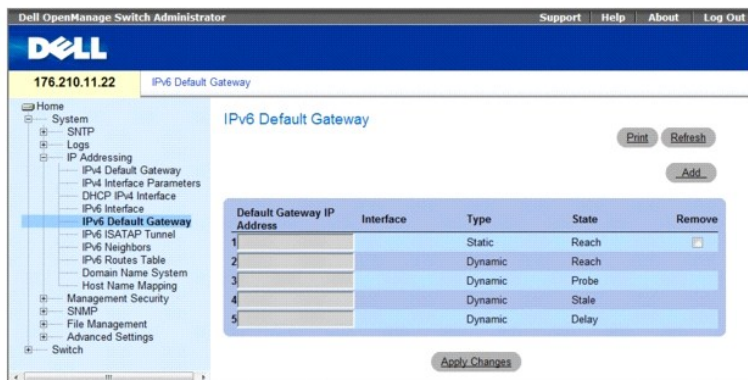 Dell OpenManage Switch Administrator
Support Help About Log Out
DELL
176.210.11.22 IPv6 Default Gateway
Home
System
SNTP
Logs
IP Addressing
IPv4 Default Gateway
IPv4 Interface Parameters
DHCP IPv4 Interface
IPv6 Interface
IPv6 Default Gateway
IPv6 ISATAP Tunnel
IPv6 Neighbors
IPv6 Routes Table
Domain Name System
Host Name Mapping
Management Security
SNMP
File Management
Advanced Settings
Switch
IPv6 Default Gateway
Print Refresh
Add
Default Gateway IP Address Interface Type State Remove
1 Static Reach
2 Dynamic Reach
3 Dynamic Probe
4 Dynamic Stale
5 Dynamic Delay
Apply Changes